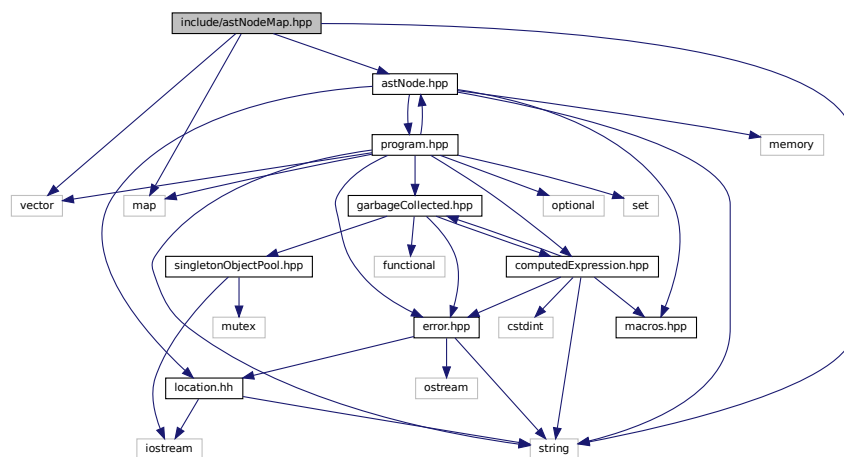 include/astNodeMap.hpp
astNode.hpp
program.hpp
memory
vector
map
garbageCollected.hpp
optional
set
singletonObjectPool.hpp
functional
computedExpression.hpp
mutex
error.hpp
cstdint
macros.hpp
location.hh
ostream
iostream
string